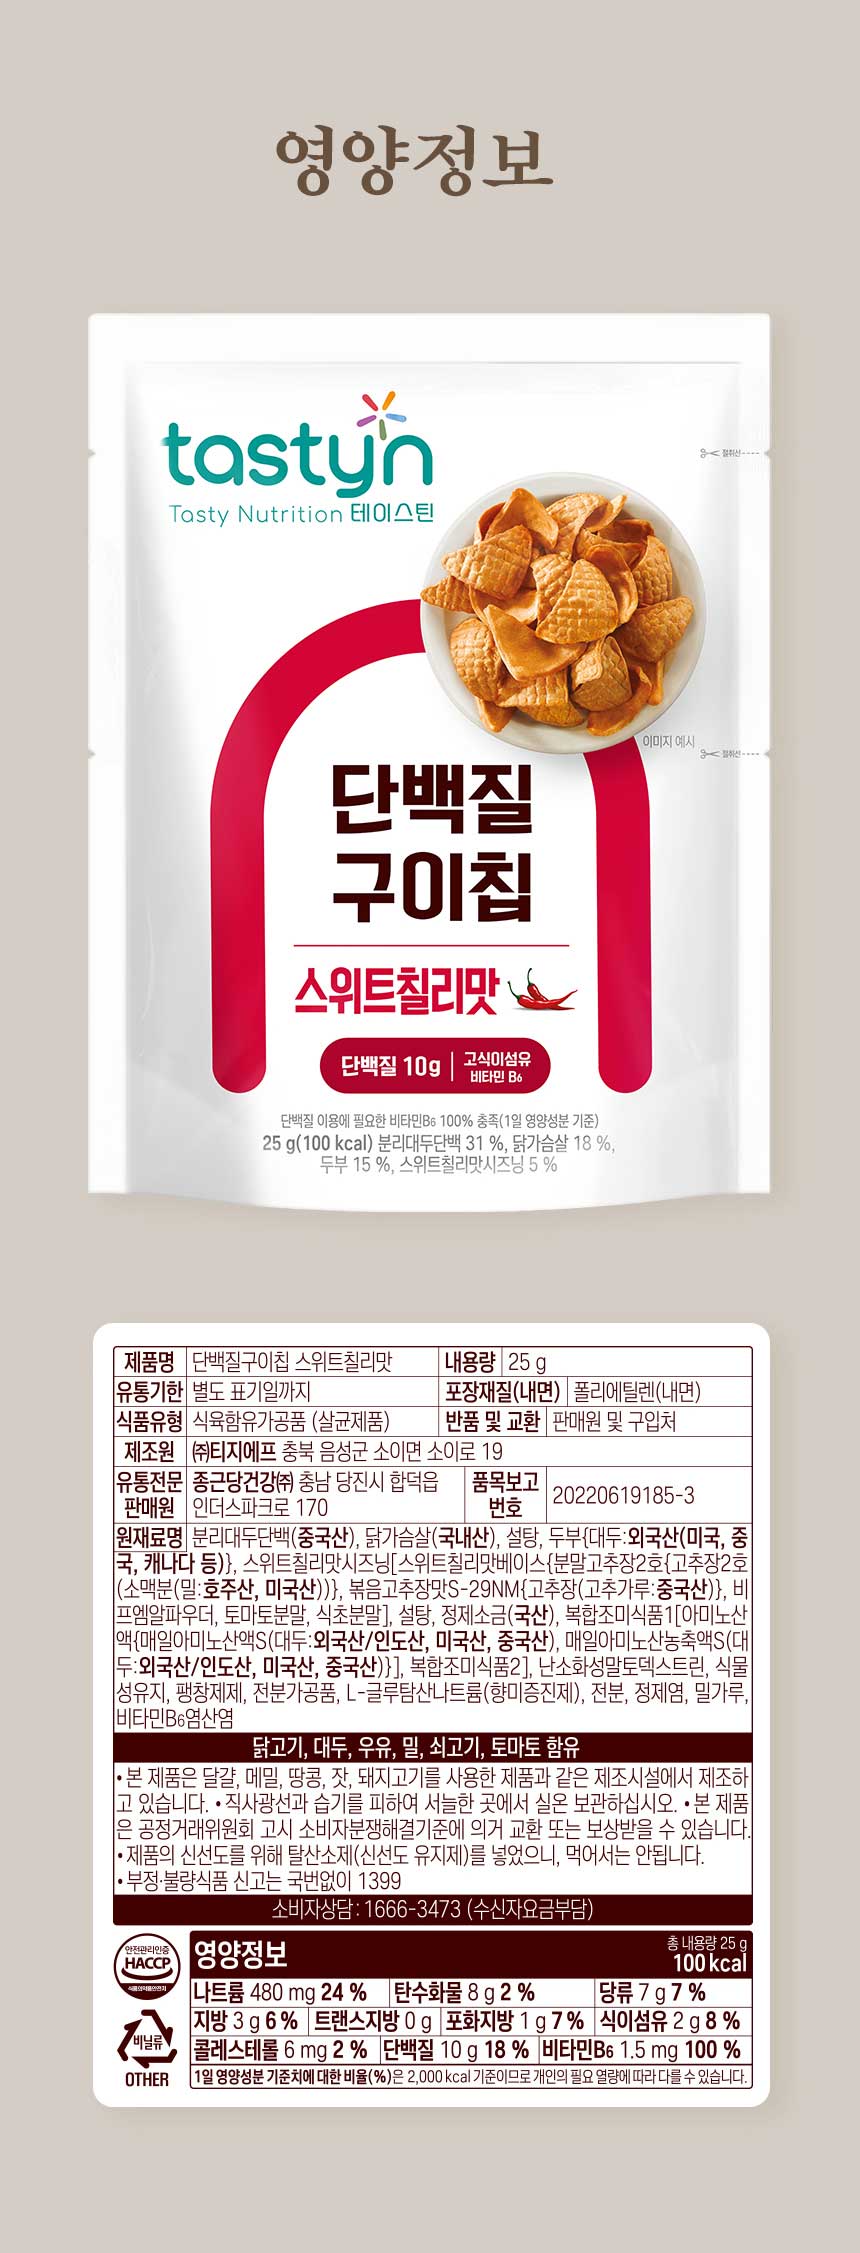 영양정보
tastyn
Tasty Nutrition 테이스틴
절취선
이미지 예시
절취선
단백질
구이칩
스위트칠리맛
단백질 10g 고식이섬유
비타민 B6
단백질 이용에 필요한 비타민B6 100% 충족(1일 영양성분 기준)
25 g(100 kcal) 분리대두단백 31 %, 닭가슴살 18 %,
두부 15 %, 스위트칠리맛시즈닝 5 %
제품명 단백질구이칩 스위트칠리맛 내용량 25 g
유통기한 별도 표기일까지 포장재질(내면) 폴리에틸렌(내면)
식품유형 식육함유가공품 (살균제품) 반품 및 교환 판매원 및 구입처
제조원 ㈜티지에프 충북 음성군 소이면 소이로 19
유통전문 판매원 종근당건강㈜ 충남 당진시 합덕읍
인더스파크로 170
품목보고
번호
20220619185-3
원재료명 분리대두단백(중국산), 닭가슴살(국내산), 설탕, 두부{대두:외국산(미국, 중
국, 캐나다 등)}, 스위트칠리맛시즈닝[스위트칠리맛베이스{분말고추장2호{고추장2호
(소맥분(밀:호주산, 미국산))}, 볶음고추장맛S-29NM{고추장(고추가루:중국산)}, 비
프엠알파우더, 토마토분말, 식초분말], 설탕, 정제소금(국산), 복합조미식품1[아미노산
액{매일아미노산액S(대두:외국산/인도산, 미국산, 중국산), 매일아미노산농축액S(대
두:외국산/인도산, 미국산, 중국산)}], 복합조미식품2], 난소화성말토덱스트린, 식물
성유지, 팽창제제, 전분가공품, L-글루탐산나트륨(향미증진제), 전분, 정제염, 밀가루,
비타민B6염산염
닭고기, 대두, 우유, 밀, 쇠고기, 토마토 함유
•본 제품은 달걀, 메밀, 땅콩, 잣, 돼지고기를 사용한 제품과 같은 제조시설에서 제조하
고 있습니다. •직사광선과 습기를 피하여 서늘한 곳에서 실온 보관하십시오. •본 제품
은 공정거래위원회 고시 소비자분쟁해결기준에 의거 교환 또는 보상받을 수 있습니다.
•제품의 신선도를 위해 탈산소제(신선도 유지제)를 넣었으니, 먹어서는 안됩니다.
•부정·불량식품 신고는 국번없이 1399
소비자상담 : 1666-3473 (수신자요금부담)
안전관리인증
HACCP
식품의약품안전처
비닐류
OTHER
영양정보 총 내용량 25 g
100 kcal
나트륨 480 mg 24 % 탄수화물 8 g 2 % 당류 7 g 7 %
지방 3 g 6 % 트랜스지방 0 g 포화지방 1 g 7 % 식이섬유 2 g 8 %
콜레스테롤 6 mg 2 % 단백질 10 g 18 % 비타민B6 1.5 mg 100 %
1일 영양성분 기준치에 대한 비율(%)은 2,000 kcal 기준이므로 개인의 필요 열량에 따라 다를 수 있습니다.